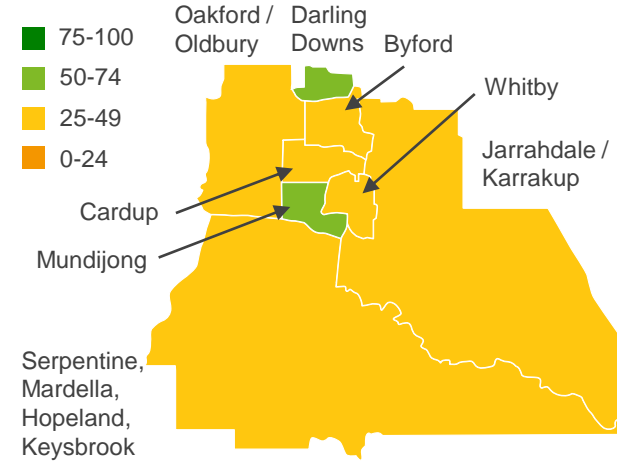 75-100
50-74
25-49
0-24
Oakford /
Oldbury
Darling
Downs
Byford
Whitby
Jarrahdale /
Karrakup
Cardup
Mundijong
Serpentine,
Mardella,
Hopeland,
Keysbrook